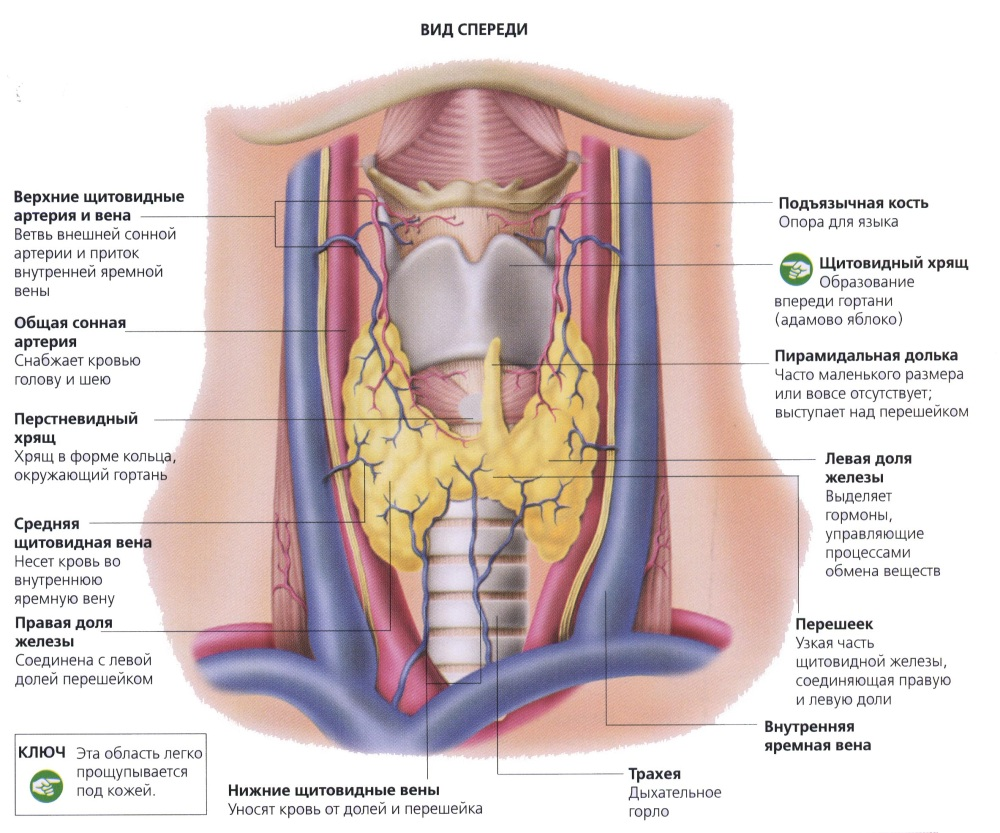 ВИД СПЕРЕДИ
Верхние щитовидные
артерия и вена
Ветвь внешней сонной
артерии и приток
внутренней яремной
вены
Общая сонная
артерия
Снабжает кровью
голову и шею
Перстневидный
хрящ
Хрящ в форме кольца,
окружающий гортань
Средняя
щитовидная вена
Несет кровь во
внутреннюю
яремную вену
Правая доля
железы
Соединена с левой
долей перешейком
КЛЮЧ Эта область легко
прощупывается
под кожей.
Нижние щитовидные вены
Уносят кровь от долей и перешейка
Подъязычная кость
Опора для языка
Щитовидный хрящ
Образование
впереди гортани
(адамово яблоко)
Пирамидальная долька
Часто маленького размера
или вовсе отсутствует;
выступает над перешейком
Левая доля
железы
Выделяет
гормоны,
управляющие
процессами
обмена веществ
Перешеек
Узкая часть
щитовидной железы,
соединяющая правую
и левую доли
Внутренняя
яремная вена
Трахея
Дыхательное
горло